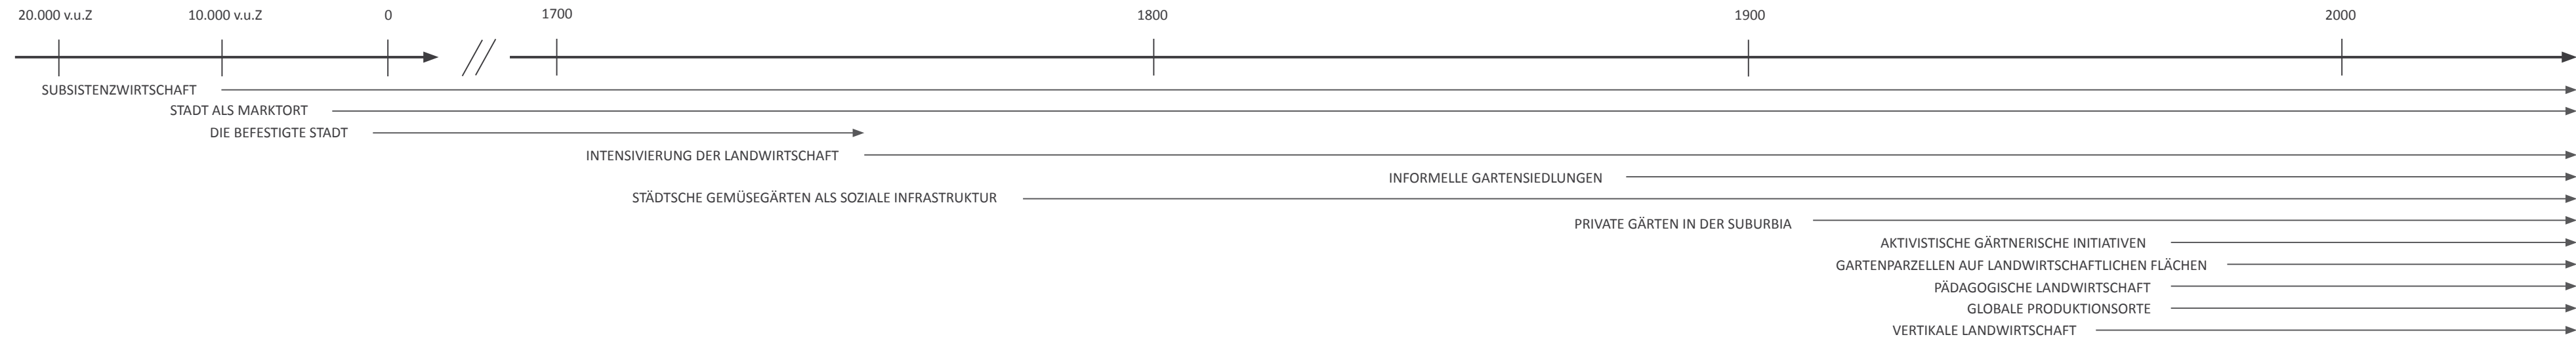 20.000 v.u.Z 10.000 v.u.Z 0 1700 1800 1900 2000
SUBSISTENZWIRTSCHAFT
STADT ALS MARKTORT
DIE BEFESTIGTE STADT
INTENSIVIERUNG DER LANDWIRTSCHAFT
INFORMELLE GARTENSIEDLUNGEN
STÄDTSCHE GEMÜSEGÄRTEN ALS SOZIALE INFRASTRUKTUR
PRIVATE GÄRTEN IN DER SUBURBIA
AKTIVISTISCHE GÄRTNERISCHE INITIATIVEN
GARTENPARZELLEN AUF LANDWIRTSCHAFTLICHEN FLÄCHEN
PÄDAGOGISCHE LANDWIRTSCHAFT
GLOBALE PRODUKTIONSORTE
VERTIKALE LANDWIRTSCHAFT